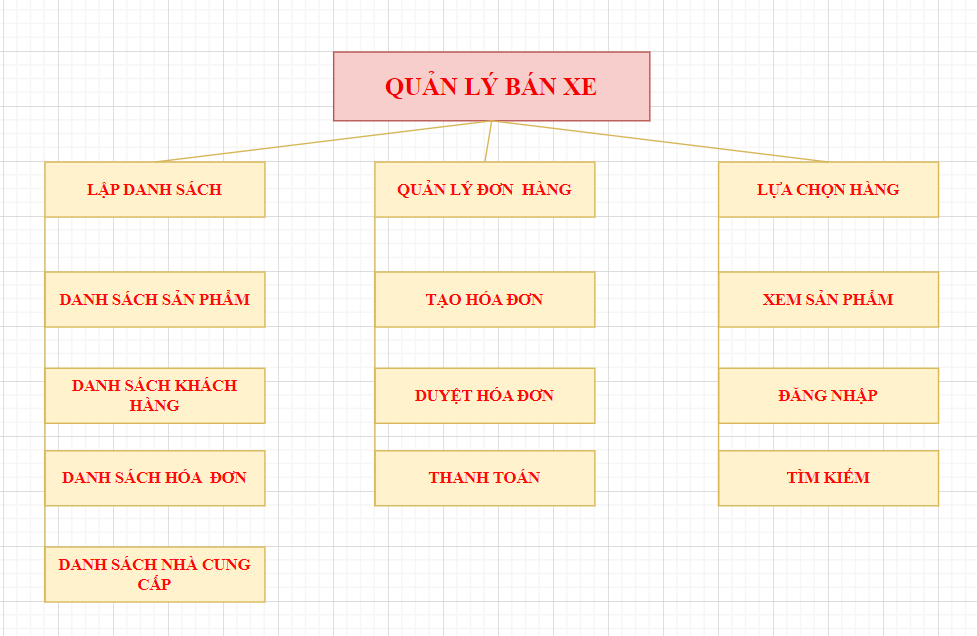 QUẢN LÝ BÁN XE
LẬP DANH SÁCH
QUẢN LÝ ĐƠN HÀNG
LỰA CHỌN HÀNG
DANH SÁCH SẢN PHẨM
TẠO HÓA ĐƠN
XEM SẢN PHẨM
DANH SÁCH KHÁCH
HÀNG
DUYỆT HÓA ĐƠN
ĐĂNG NHẬP
DANH SÁCH HÓA ĐƠN
THANH TOÁN
TÌM KIẾM
DANH SÁCH NHÀ CUNG
CẤP